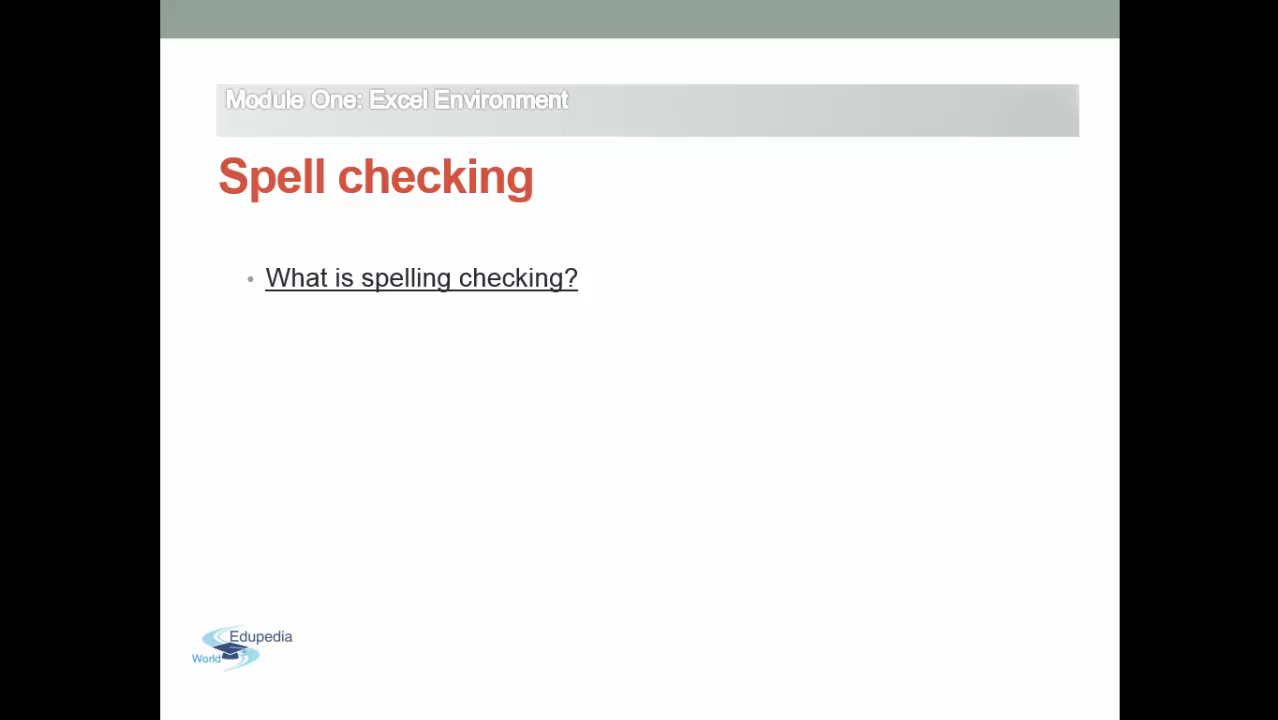 Module One: Excel Environment
Spell checking
• What is spelling checking?
Edupedia
World